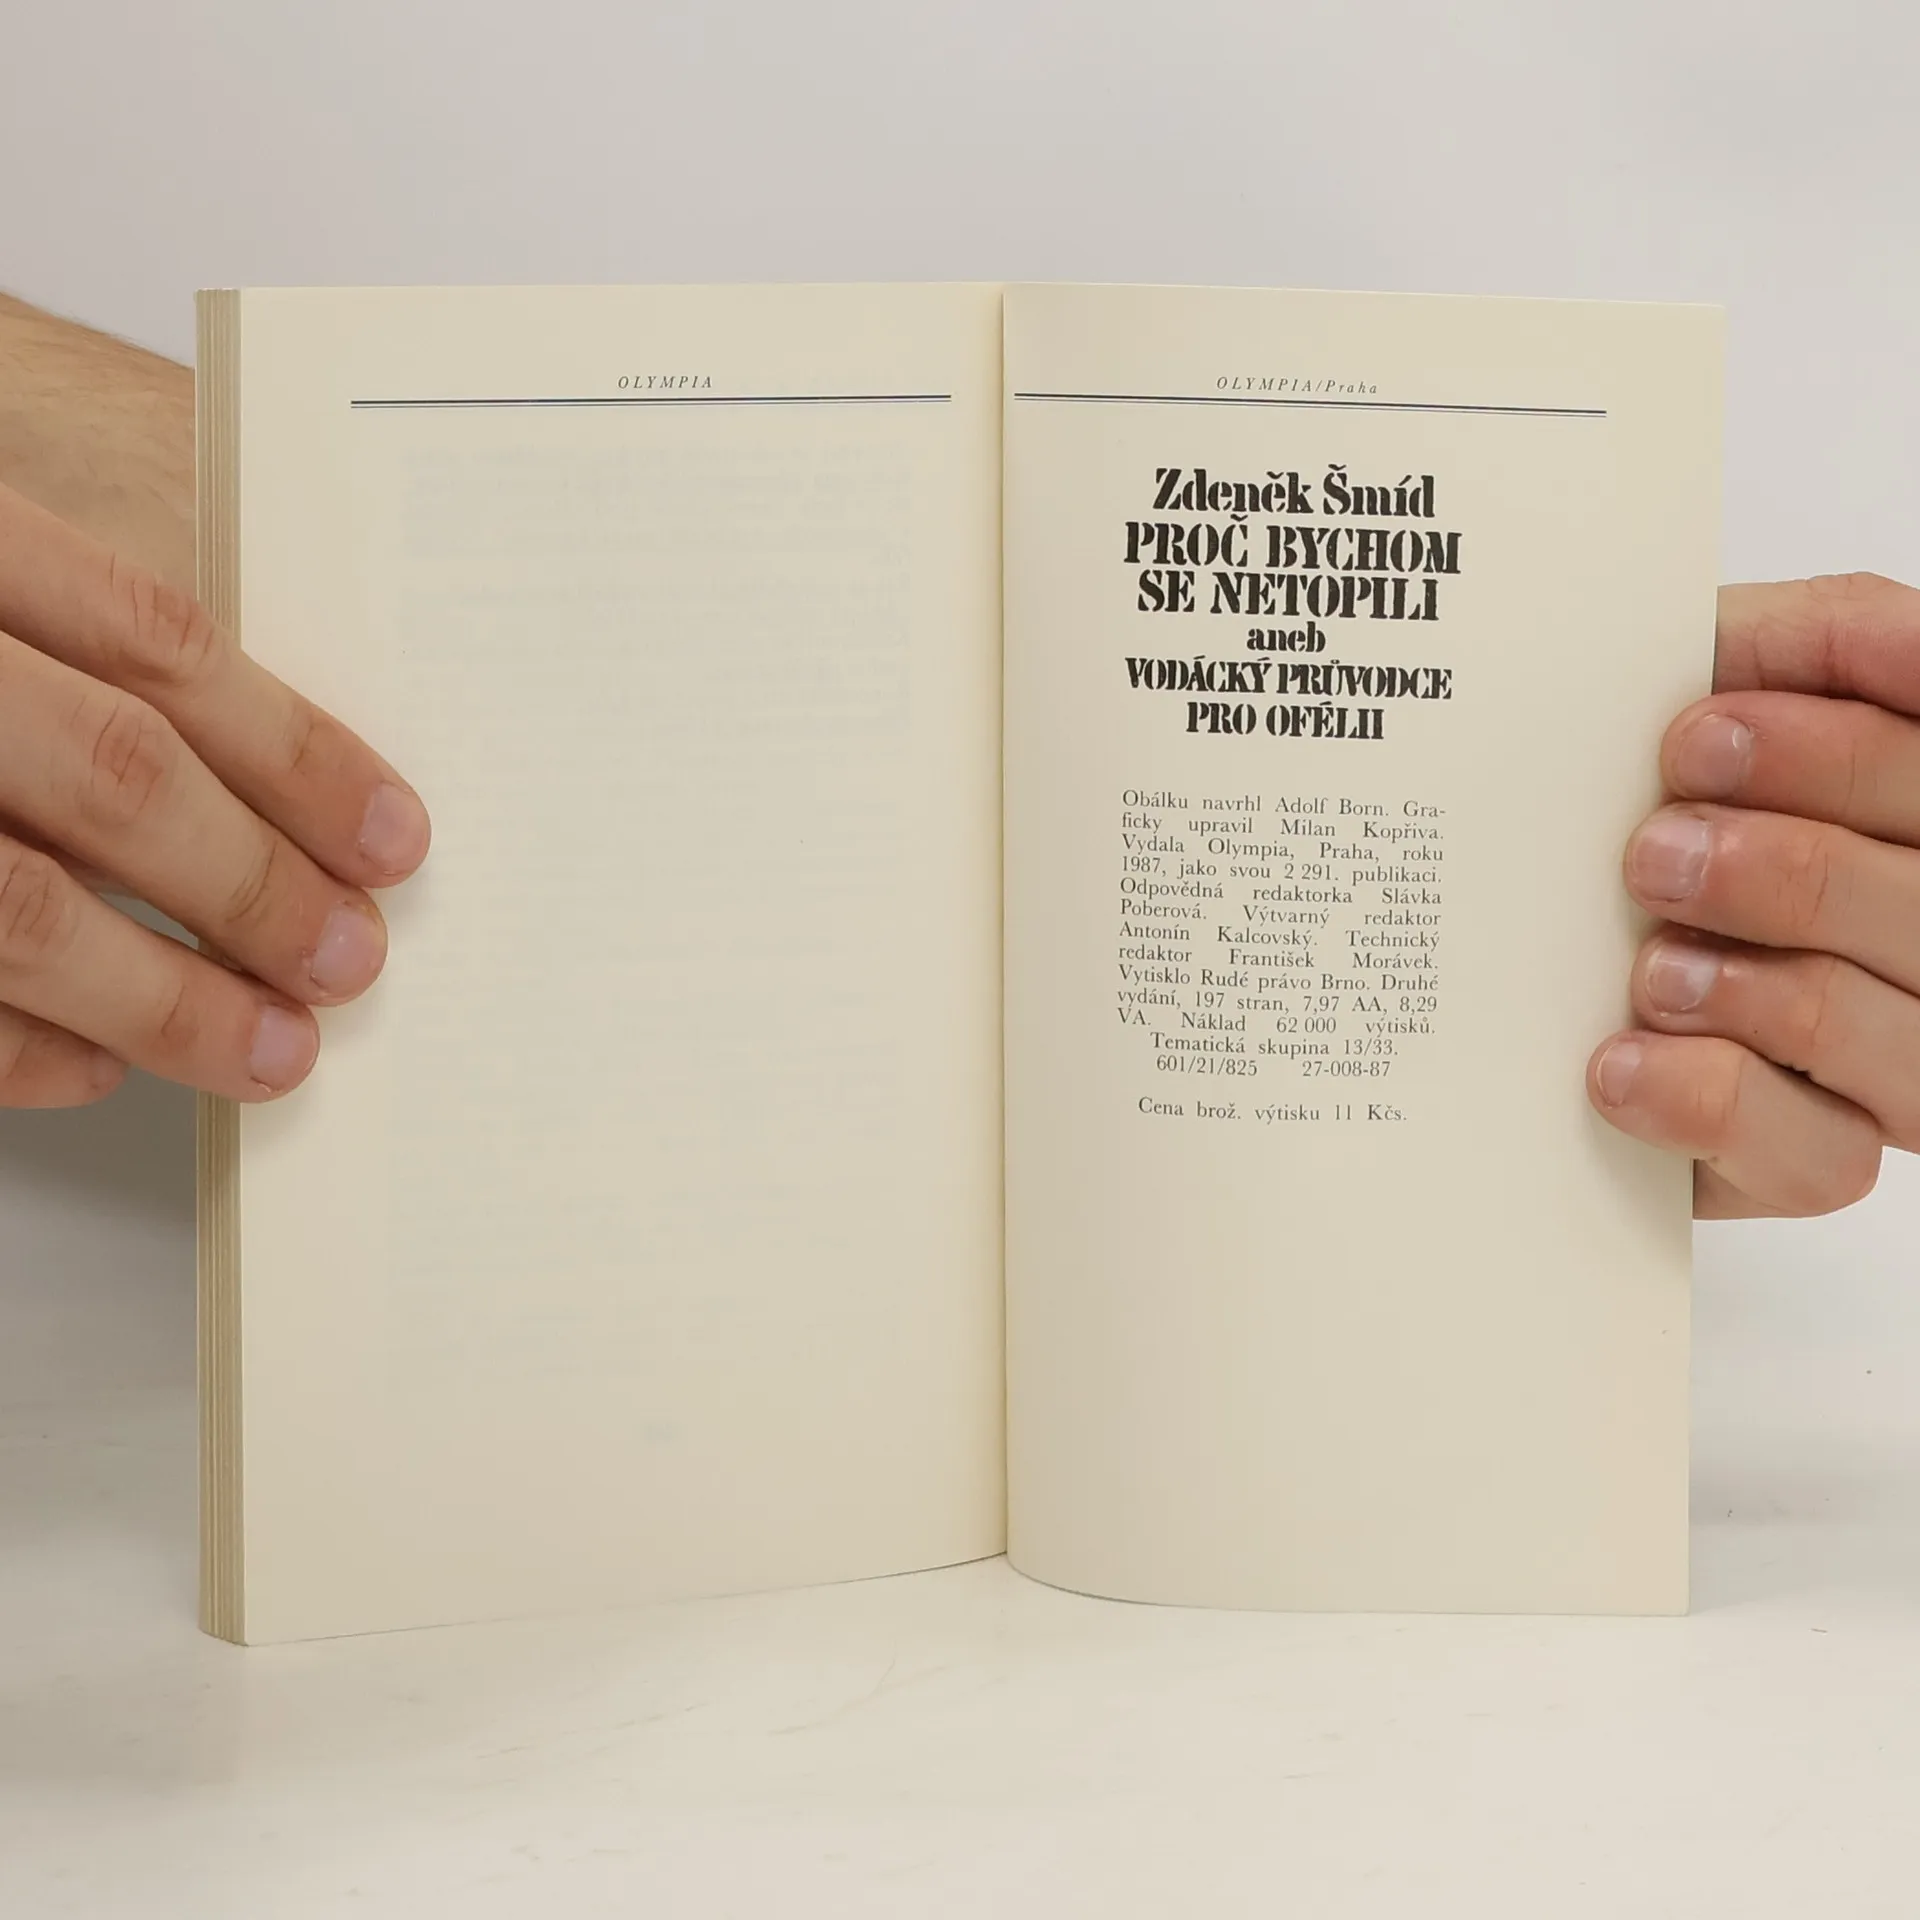 OLYMPIA
OLYMPIA/Praha
Zdeněk Šmíd
PROČ BYCHOM
SE NETOPILI
aneb
VODÁCKÝ PRŮVODCE
PRO OFÉLII
Obálku navrhl Adolf Born. Gra-
ficky upravil Milan Kopřiva.
Vydala Olympia, Praha, roku
1987, jako svou 2 291. publikaci.
Odpovědná redaktorka Slávka
Poberová. Výtvarný redaktor
Antonín Kalcovský. Technický
redaktor František Morávek.
Vytisklo Rudé právo Brno. Druhé
vydání, 197 stran, 7,97 AA, 8,29
VA. Náklad 62 000 výtisků.
Tematická skupina 13/33.
601/21/825 27-008-87
Cena brož. výtisku 11 Kčs.